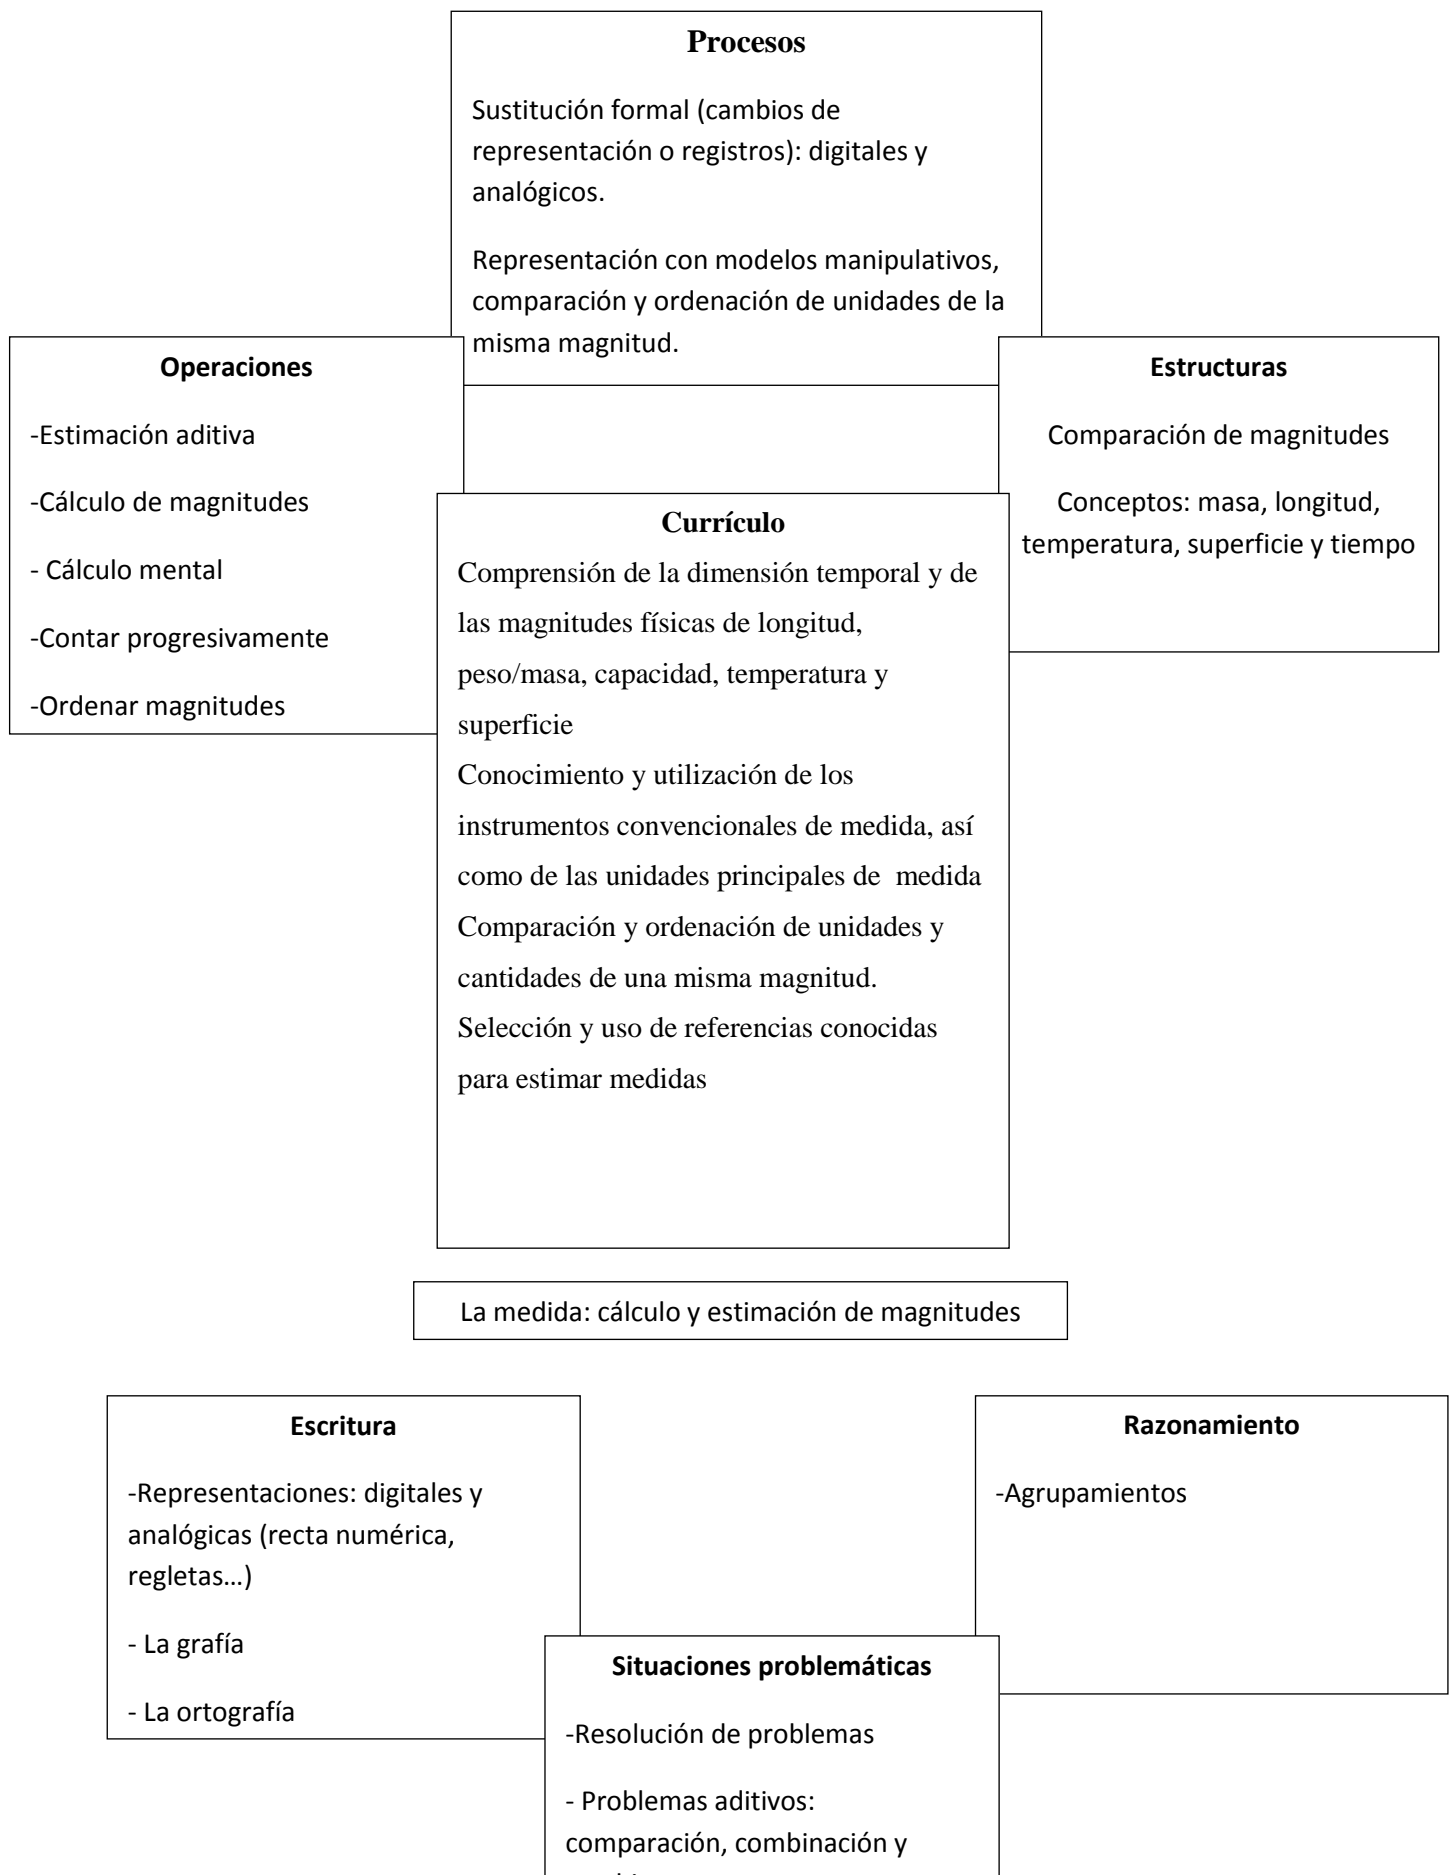 Procesos
Sustitución formal (cambios de
representación o registros): digitales y
analógicos.
Representación con modelos manipulativos,
comparación y ordenación de unidades de la
misma magnitud.
Operaciones
-Estimación aditiva
-Cálculo de magnitudes
- Cálculo mental
-Contar progresivamente
-Ordenar magnitudes
Estructuras
Comparación de magnitudes
Conceptos: masa, longitud,
temperatura, superficie y tiempo
Currículo
Comprensión de la dimensión temporal y de
las magnitudes físicas de longitud,
peso/masa, capacidad, temperatura y
superficie
Conocimiento y utilización de los
instrumentos convencionales de medida, así
como de las unidades principales de  medida
Comparación y ordenación de unidades y
cantidades de una misma magnitud.
Selección y uso de referencias conocidas
para estimar medidas
La medida: cálculo y estimación de magnitudes
Escritura
-Representaciones: digitales y
analógicas (recta numérica,
regletas…)
- La grafía
- La ortografía
Razonamiento
-Agrupamientos
Situaciones problemáticas
-Resolución de problemas
- Problemas aditivos:
comparación, combinación y